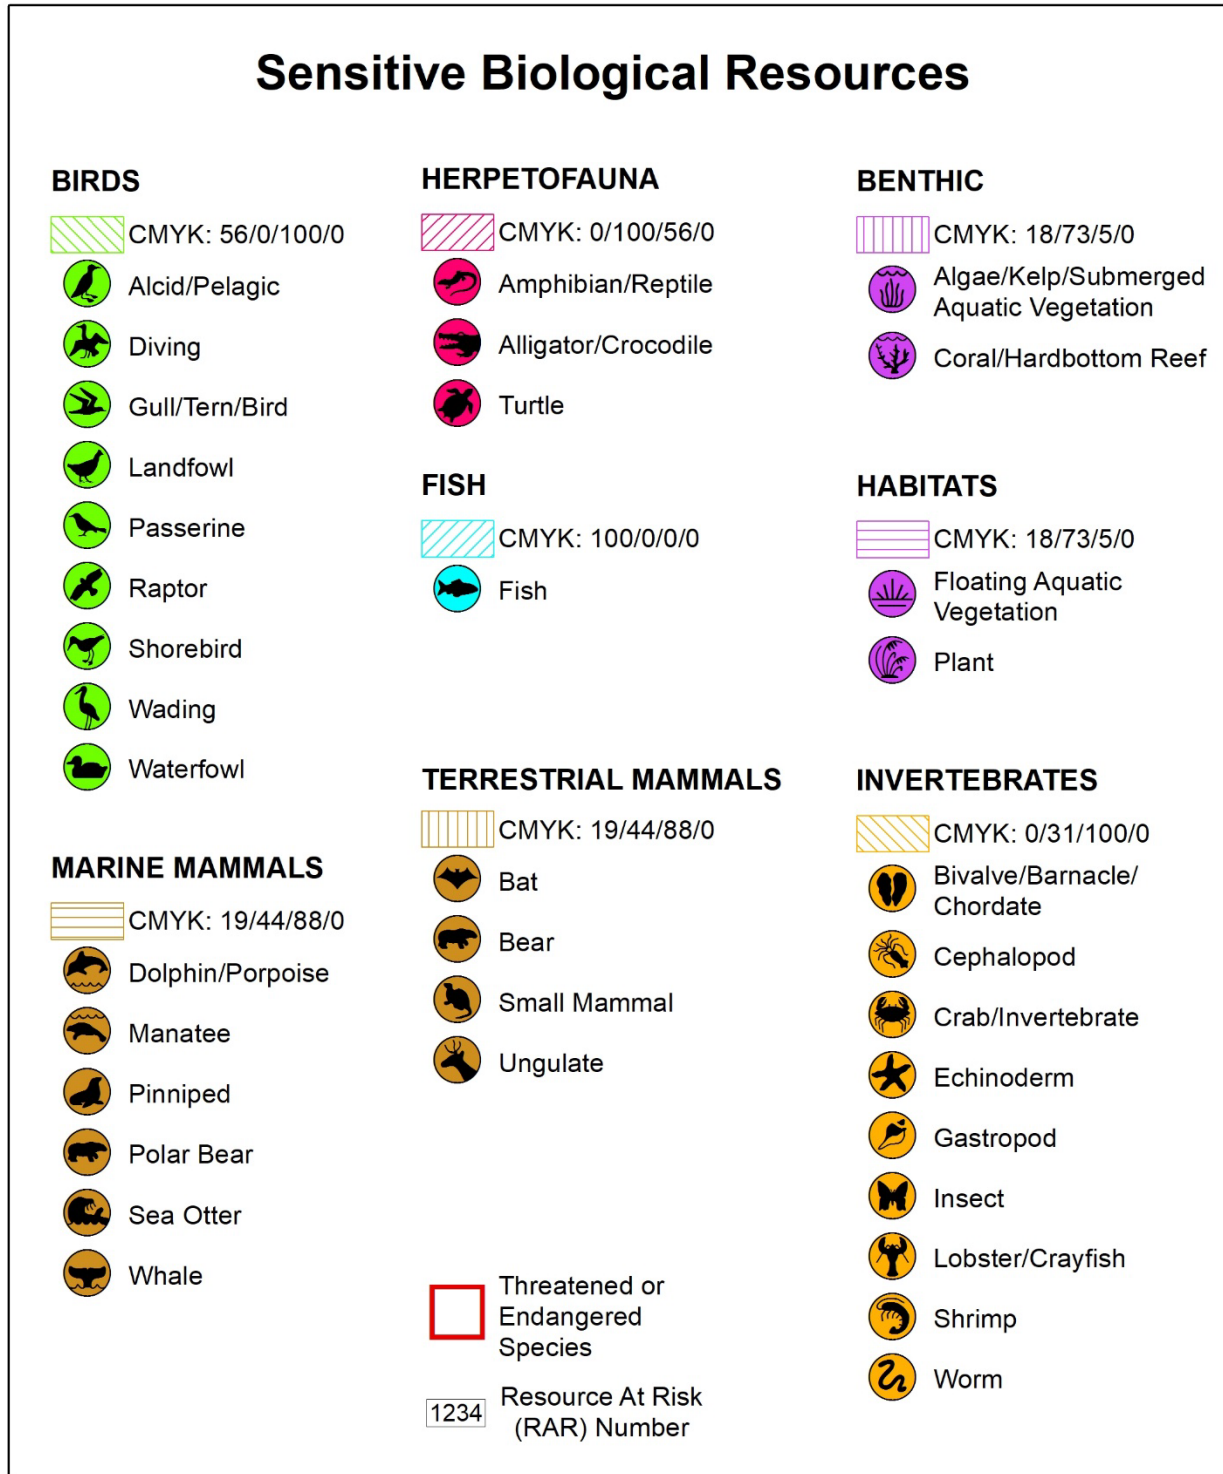 Sensitive Biological Resources
BIRDS
CMYK: 56/0/100/0
Alcid/Pelagic
Diving
Gull/Tern/Bird
Landfowl
Passerine
Raptor
Shorebird
Wading
Waterfowl
MARINE MAMMALS
CMYK: 19/44/88/0
Dolphin/Porpoise
Manatee
Pinniped
Polar Bear
Sea Otter
Whale
HERPETOFAUNA
CMYK: 0/100/56/0
Amphibian/Reptile
Alligator/Crocodile
Turtle
FISH
CMYK: 100/0/0/0
Fish
TERRESTRIAL MAMMALS
CMYK: 19/44/88/0
Bat
Bear
Small Mammal
Ungulate
Threatened or
Endangered
Species
1234
Resource At Risk
(RAR) Number
BENTHIC
CMYK: 18/73/5/0
Algae/Kelp/Submerged
Aquatic Vegetation
Coral/Hardbottom Reef
HABITATS
CMYK: 18/73/5/0
Floating Aquatic
Vegetation
Plant
INVERTEBRATES
CMYK: 0/31/100/0
Bivalve/Barnacle/
Chordate
Cephalopod
Crab/Invertebrate
Echinoderm
Gastropod
Insect
Lobster/Crayfish
Shrimp
Worm